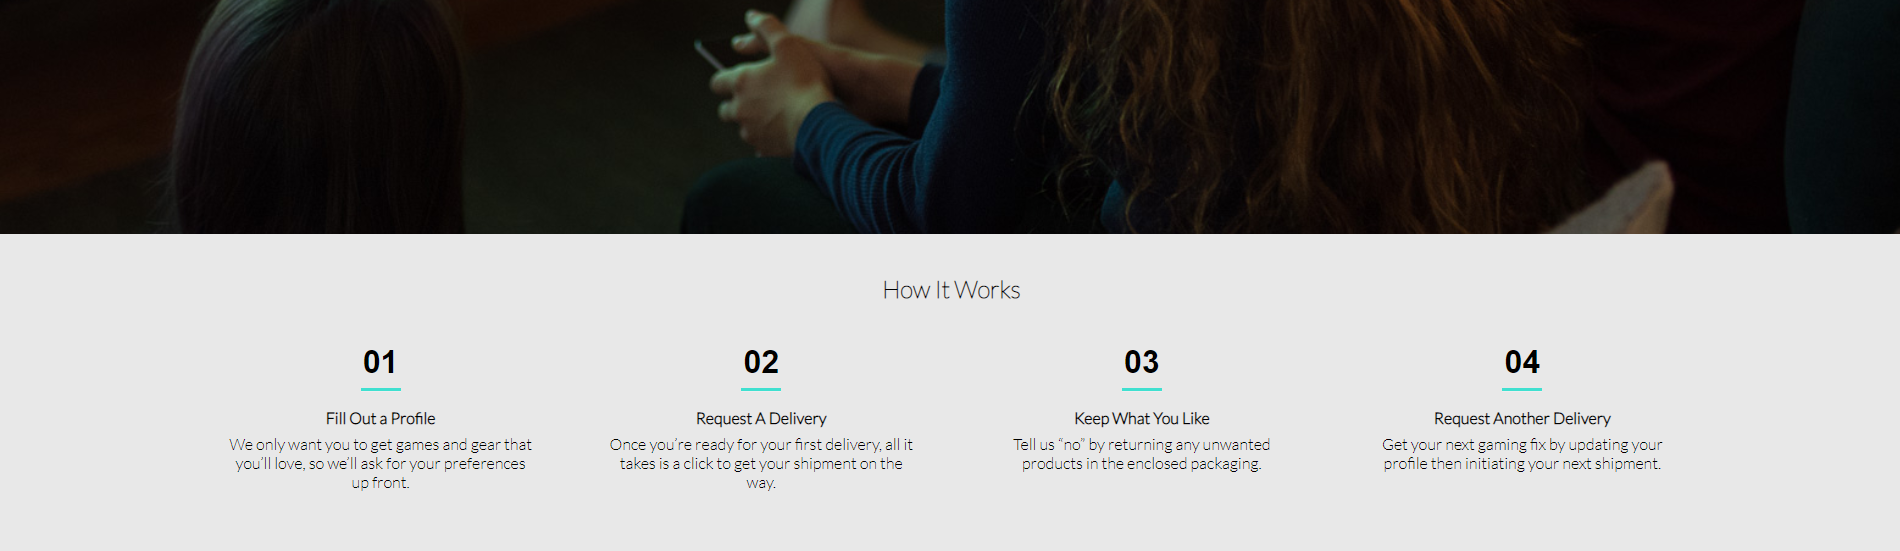 How It Works
01
Fill Out a Profile
We only want you to get games and gear that
you’ll love, so we’ll ask for your preferences
up front.
02
Request A Delivery
Once you’re ready for your first delivery, all it
takes is a click to get your shipment on the
way.
03
Keep What You Like
Tell us “no” by returning any unwanted
products in the enclosed packaging.
04
Request Another Delivery
Get your next gaming fix by updating your
profile then initiating your next shipment.